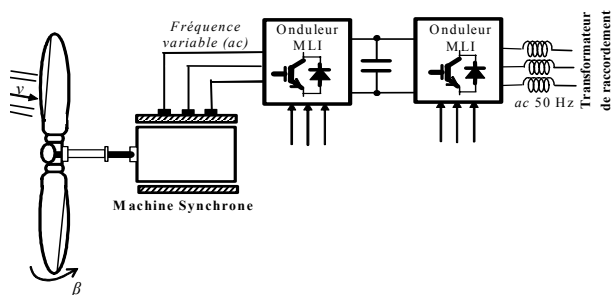 Fréquence
variable (ac)
Onduleur
MLI
Onduleur
MLI
v
ac 50 Hz
Transformateur
de raccordement
Machine Synchrone
β